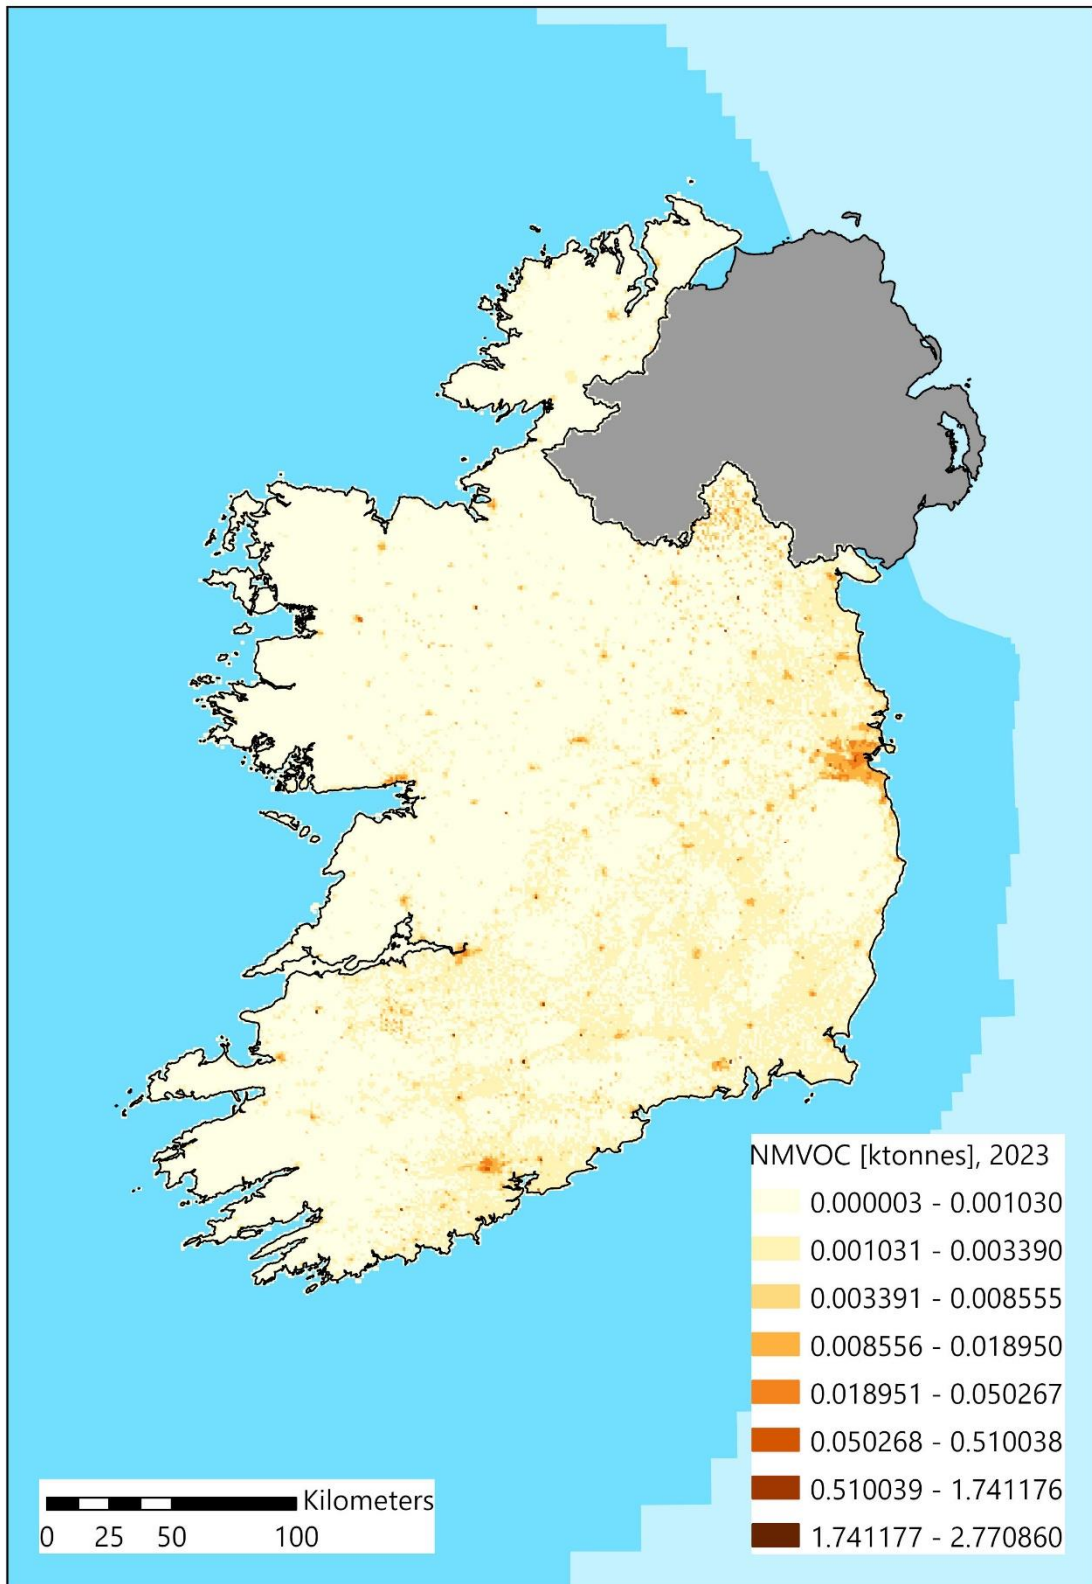 NMVOC [ktonnes], 2023
0.000003 - 0.001030
0.001031 - 0.003390
0.003391 - 0.008555
0.008556 - 0.018950
0.018951 - 0.050267
0.050268 - 0.510038
0.510039 - 1.741176
1.741177 - 2.770860
Kilometers
0 25 50 100